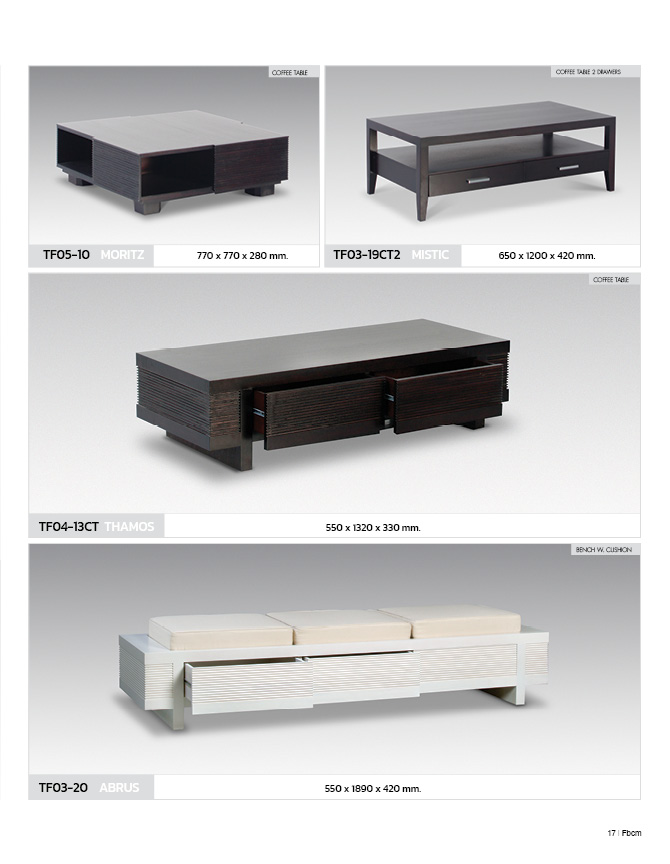 COFFEE TABLE
TF05-10 MORITZ 770 x 770 x 280 mm.
COFFEE TABLE 2 DRAWERS
TF03-19CT2 MISTIC 650 x 1200 x 420 mm.
COFFEE TABLE
TF04-13CT THAMOS 550 x 1320 x 330 mm.
BENCH W. CUSHION
TF03-20 ABRUS 550 x 1890 x 420 mm.
17 | Fbcm